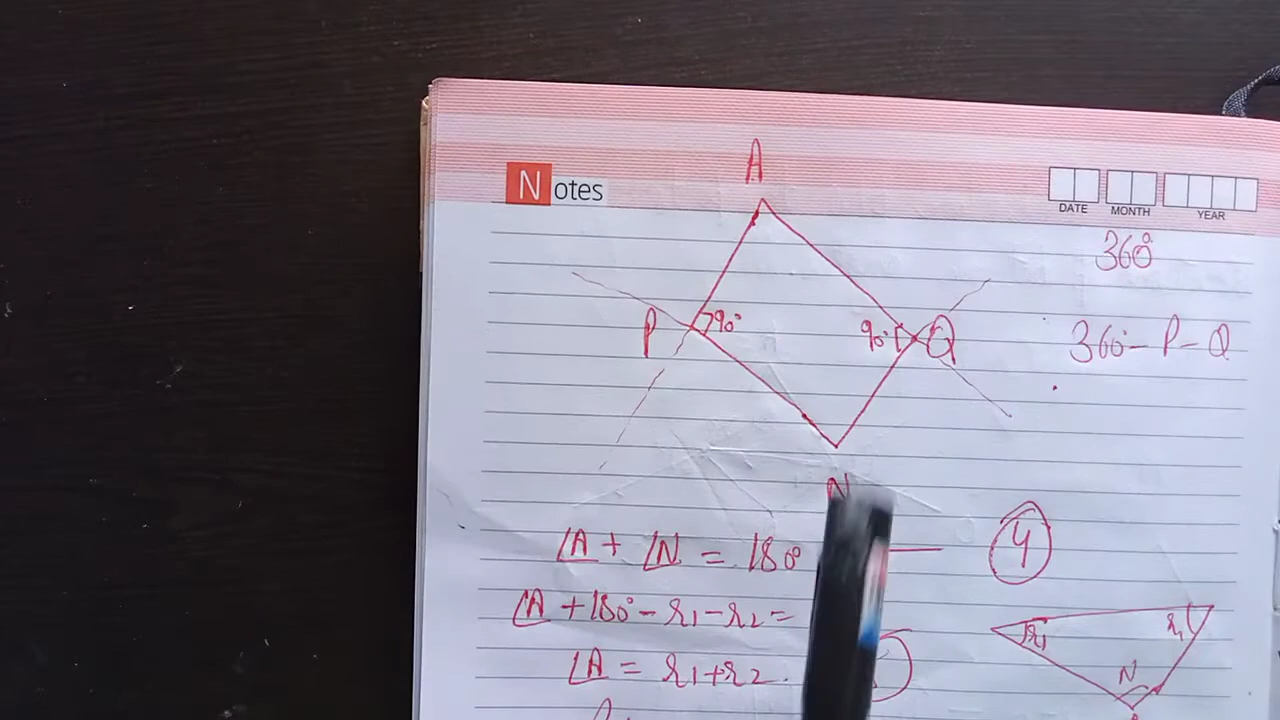 A
Notes
DATE MONTH YEAR
360°
P 90° 90° Q
360° - P - Q
N
∠A + ∠N = 180° — 4
∠A + 180° - r1 - r2 =
r1 r1
∠A = r1 + r2.
N